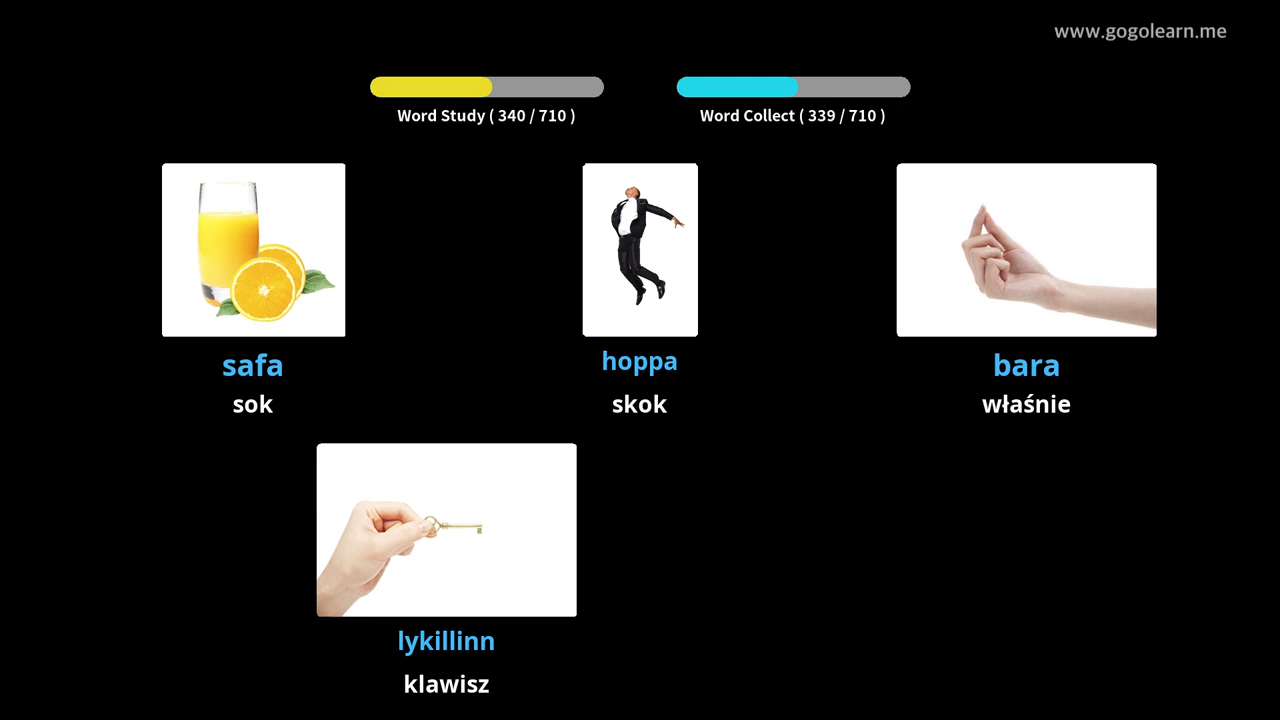 www.gogolearn.me
Word Study ( 340 / 710 )
Word Collect ( 339 / 710 )
safa
hoppa
bara
sok
skok
właśnie
lykillinn
klawisz